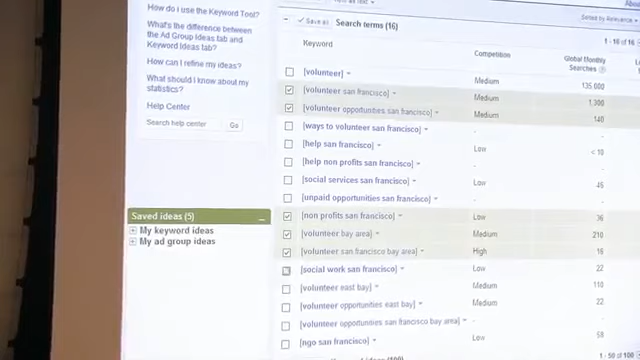 How do I use the Keyword Tool?
What's the difference between
the Ad Group Ideas tab and
Keyword Ideas tab?
How can I refine my ideas?
What should I know about my
statistics?
Help Center
Search help center Go
Saved ideas (5)
My keyword ideas
My ad group ideas
Sorted by Relevance
Save all Search terms (16)
1 - 16 of 16
Keyword Competition Global Monthly
Searches
[volunteer] Medium 135,000
[volunteer san francisco] Medium 1,300
[volunteer opportunities san francisco] Medium 140
[ways to volunteer san francisco] -
[help san francisco] Low < 10
[help non profits san francisco] -
[social services san francisco] Low 46
[unpaid opportunities san francisco] -
[non profits san francisco] Low 36
[volunteer bay area] Medium 210
[volunteer san francisco bay area] High 16
[social work san francisco] Low 22
[volunteer east bay] Medium 110
[volunteer opportunities east bay] Medium 22
[volunteer opportunities san francisco bay area] -
[ngo san francisco] Low 58
1 - 50 of 100